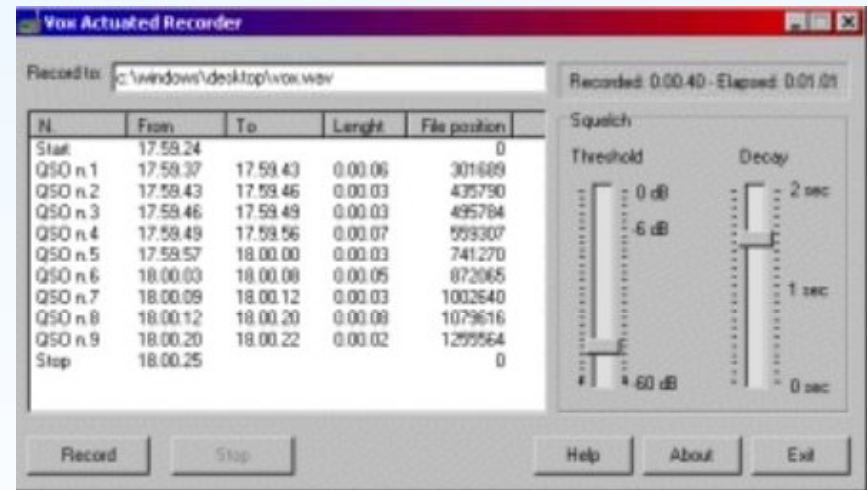 Vox Actuated Recorder
Record to: c:\windows\desktop\vox.wav
Recorded: 0.00.40 - Elapsed: 0.01.01
N. From To Lenght File position
Start 17.59.24 0
QSO n.1 17.59.37 17.59.43 0.00.06 301689
QSO n.2 17.59.43 17.59.46 0.00.03 435790
QSO n.3 17.59.46 17.59.49 0.00.03 495784
QSO n.4 17.59.49 17.59.56 0.00.07 559307
QSO n.5 17.59.57 18.00.00 0.00.03 741270
QSO n.6 18.00.03 18.00.08 0.00.05 872065
QSO n.7 18.00.09 18.00.12 0.00.03 1002640
QSO n.8 18.00.12 18.00.20 0.00.08 1079616
QSO n.9 18.00.20 18.00.22 0.00.02 1255564
Stop 18.00.25 0
Squelch
Threshold Decay
0 dB 2 sec
-6 dB
1 sec
-60 dB 0 sec
Record Stop Help About Exit